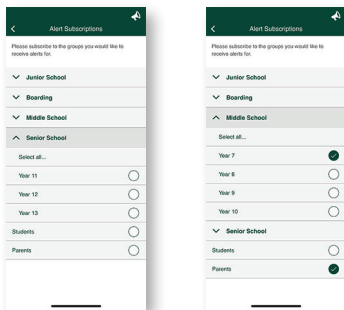 Alert Subscriptions
Please subscribe to the groups you would like to
receive alerts for.
Junior School
Boarding
Middle School
Senior School
Select all...
Year 11
Year 12
Year 13
Students
Parents
Alert Subscriptions
Please subscribe to the groups you would like to
receive alerts for.
Junior School
Boarding
Middle School
Select all...
Year 7
Year 8
Year 9
Year 10
Senior School
Students
Parents